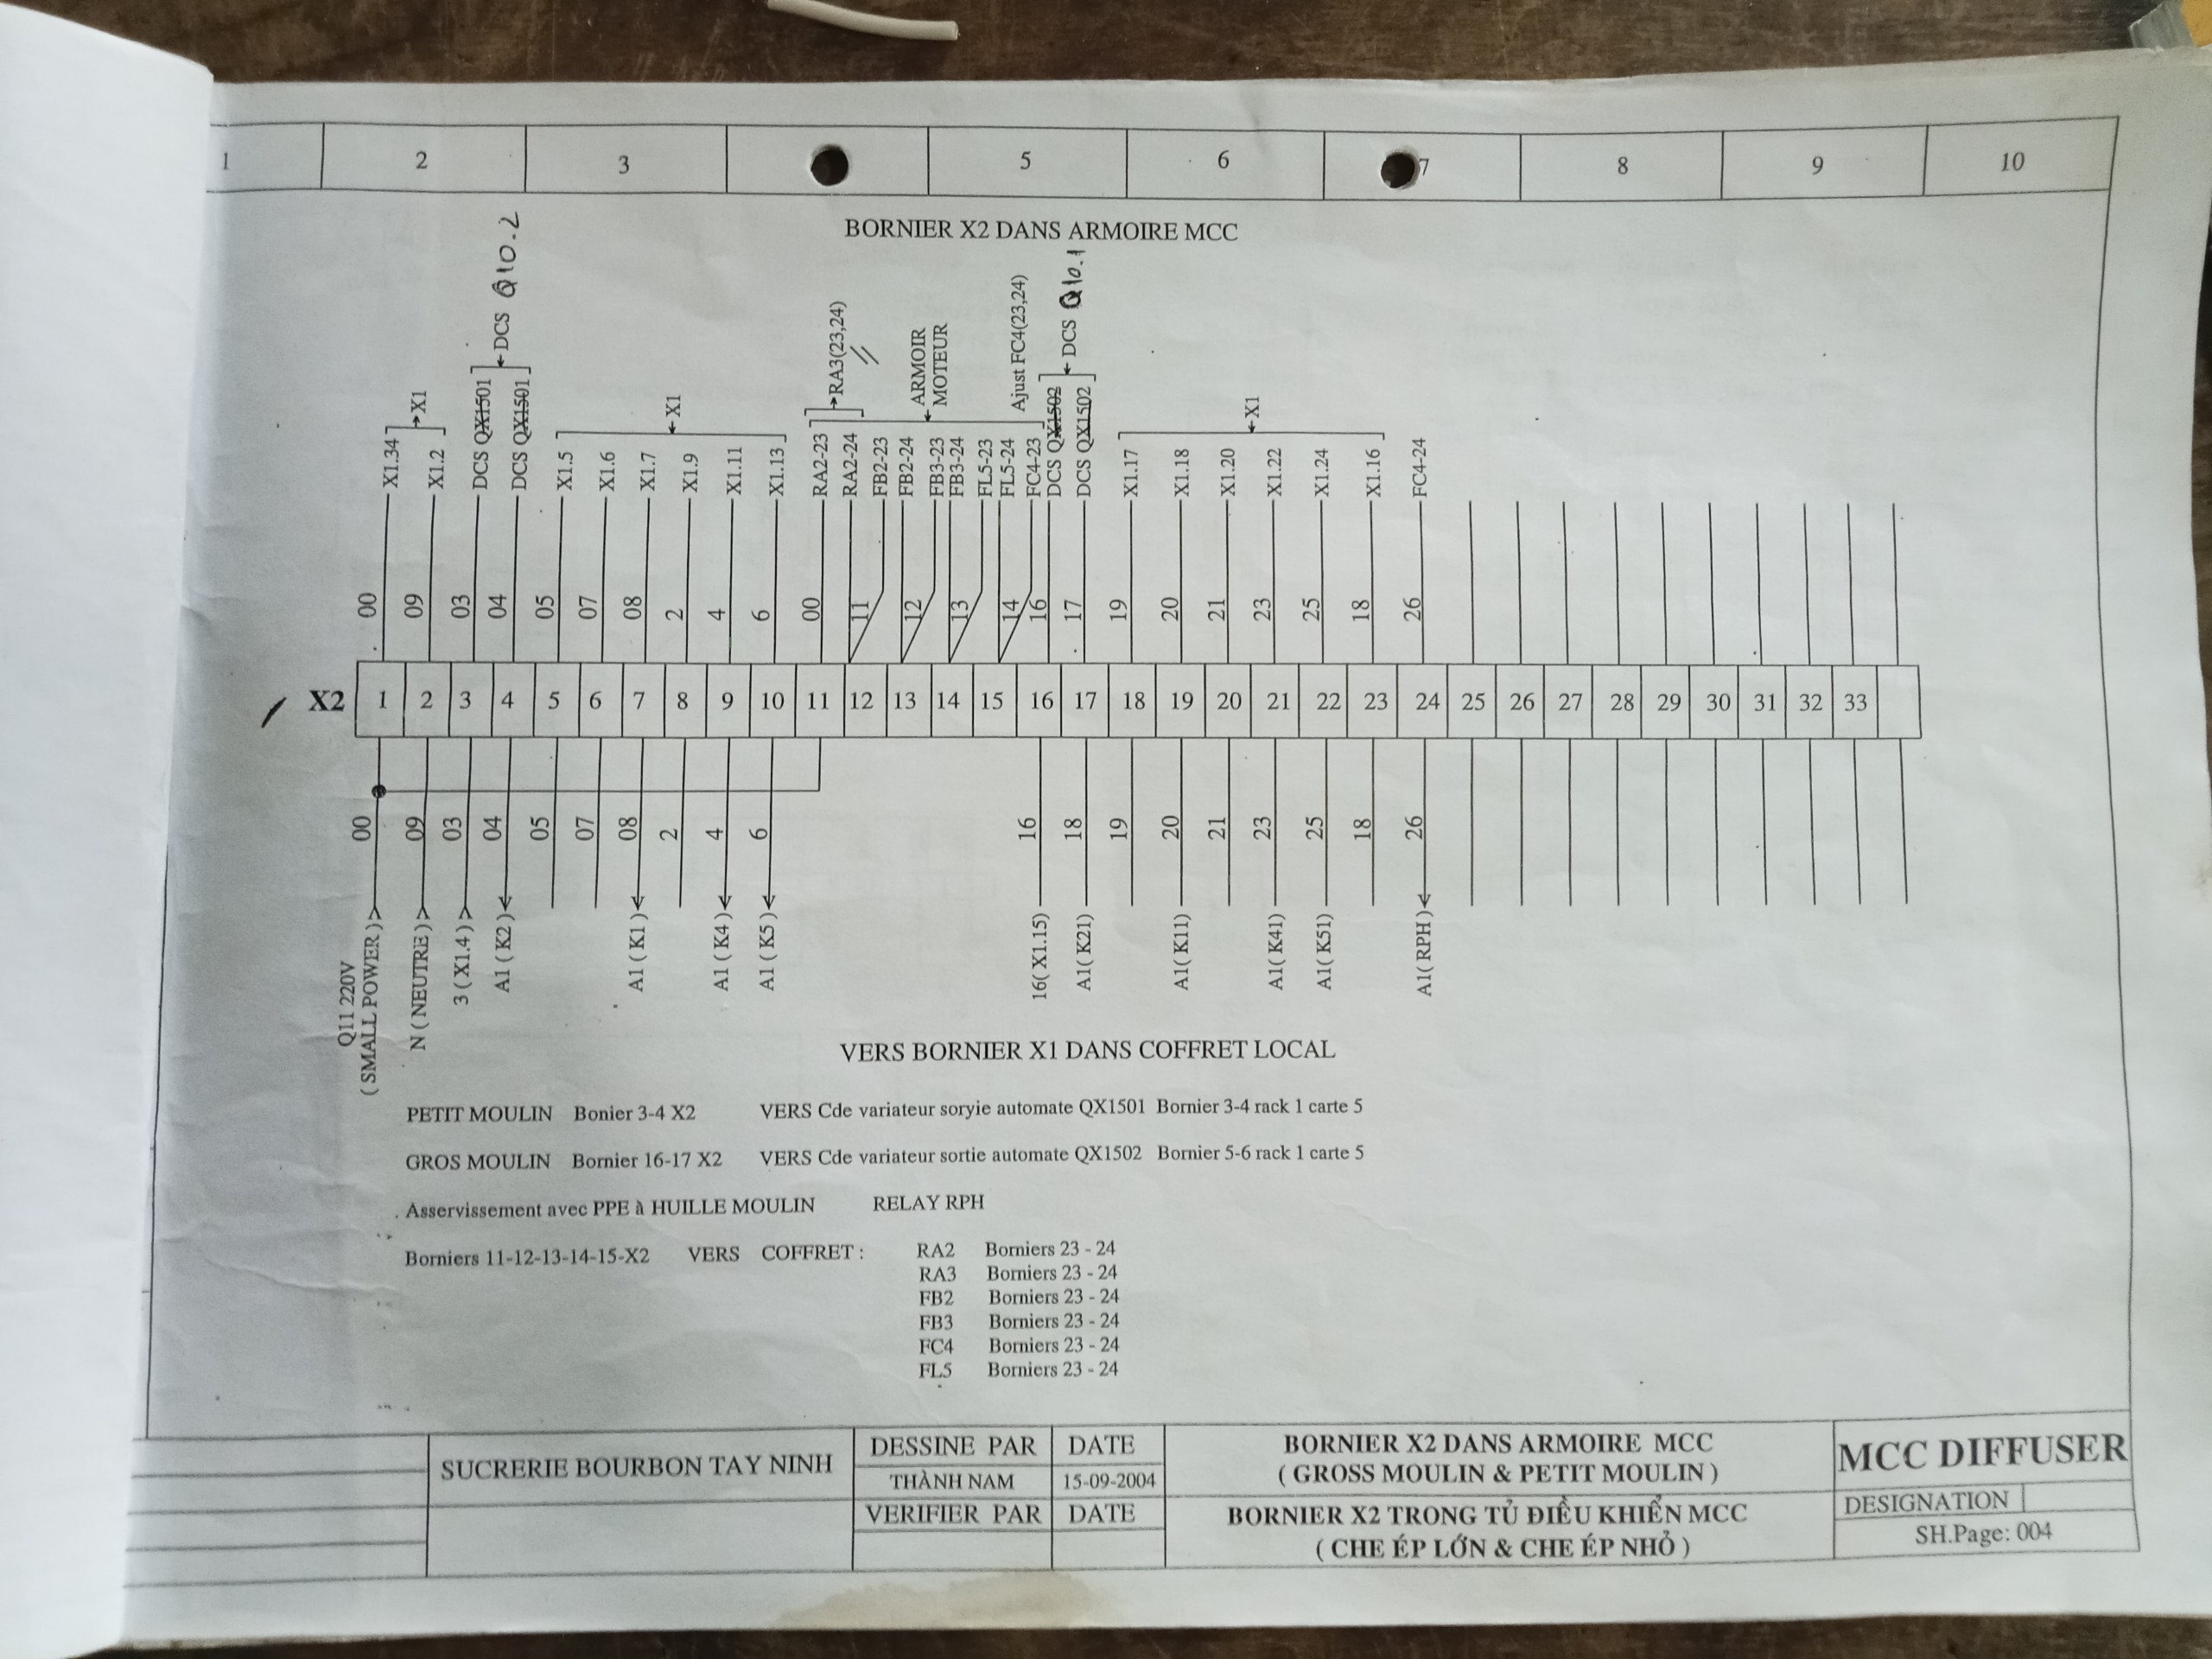 1 2 3 5 6 7 8 9 10
BORNIER X2 DANS ARMOIRE MCC
DCS Q10.2
DCS Q10.1
X1
X1
RA3(23,24)
ARMOIR
MOTEUR
Ajust FC4(23,24)
X1
X1.34
X1.2
DCS QX1501
DCS QX1501
X1.5
X1.6
X1.7
X1.9
X1.11
X1.13
RA2-23
RA2-24
FB2-23
FB2-24
FB3-23
FB3-24
FL5-23
FL5-24
FC4-23
DCS QX1502
DCS QX1502
X1.17
X1.18
X1.20
X1.22
X1.24
X1.16
FC4-24
00 09 03 04 05 07 08 2 4 6 00 11 12 13 14 16 17 19 20 21 23 25 18 26
X2 1 2 3 4 5 6 7 8 9 10 11 12 13 14 15 16 17 18 19 20 21 22 23 24 25 26 27 28 29 30 31 32 33
00 09 03 04 05 07 08 2 4 6 16 18 19 20 21 23 25 18 26
Q11 220V
( SMALL POWER )
N ( NEUTRE )
3 ( X1.4 )
A1 ( K2 )
A1 ( K1 )
A1 ( K4 )
A1 ( K5 )
16( X1.15)
A1( K21)
A1( K11)
A1( K41)
A1( K51)
A1( RPH )
VERS BORNIER X1 DANS COFFRET LOCAL
PETIT MOULIN Bonier 3-4 X2 VERS Cde variateur soryie automate QX1501 Bornier 3-4 rack 1 carte 5
GROS MOULIN Bornier 16-17 X2 VERS Cde variateur sortie automate QX1502 Bornier 5-6 rack 1 carte 5
Asservissement avec PPE à HUILLE MOULIN RELAY RPH
Borniers 11-12-13-14-15-X2 VERS COFFRET : RA2 Borniers 23 - 24
RA3 Borniers 23 - 24
FB2 Borniers 23 - 24
FB3 Borniers 23 - 24
FC4 Borniers 23 - 24
FL5 Borniers 23 - 24
SUCRERIE BOURBON TAY NINH
DESSINE PAR DATE
THÀNH NAM 15-09-2004
VERIFIER PAR DATE
BORNIER X2 DANS ARMOIRE MCC
( GROSS MOULIN & PETIT MOULIN )
BORNIER X2 TRONG TỦ ĐIỀU KHIỂN MCC
( CHE ÉP LỚN & CHE ÉP NHỎ )
MCC DIFFUSER
DESIGNATION
SH.Page: 004